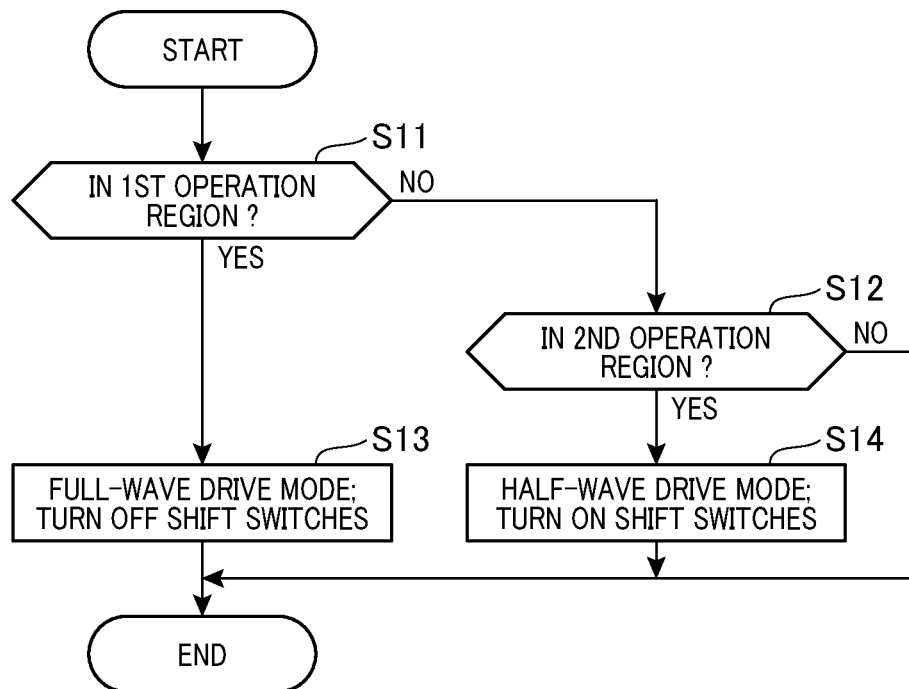 START
S11
IN 1ST OPERATION
REGION ?
NO
YES
S12
IN 2ND OPERATION
REGION ?
NO
YES
S13
FULL-WAVE DRIVE MODE;
TURN OFF SHIFT SWITCHES
S14
HALF-WAVE DRIVE MODE;
TURN ON SHIFT SWITCHES
END